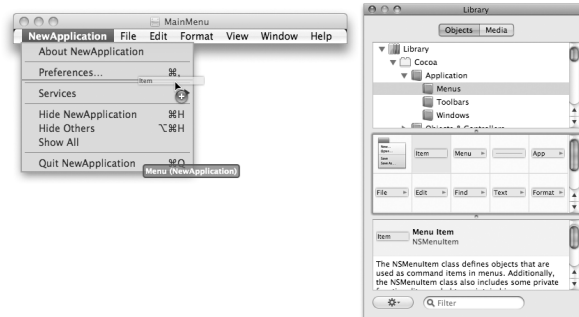 MainMenu
NewApplication File Edit Format View Window Help
About NewApplication
Preferences... ⌘,
Item
Services
Hide NewApplication ⌘H
Hide Others ⌥⌘H
Show All
Quit NewApplication ⌘Q
Menu (NewApplication)
Library
Objects Media
Library
Cocoa
Application
Menus
Toolbars
Windows
Objects & Controllers
Item Menu App
File Edit Find Text Format
Item
Menu Item
NSMenuItem
The NSMenuItem class defines objects that are
used as command items in menus. Additionally,
the NSMenuItem class also includes some private
Filter